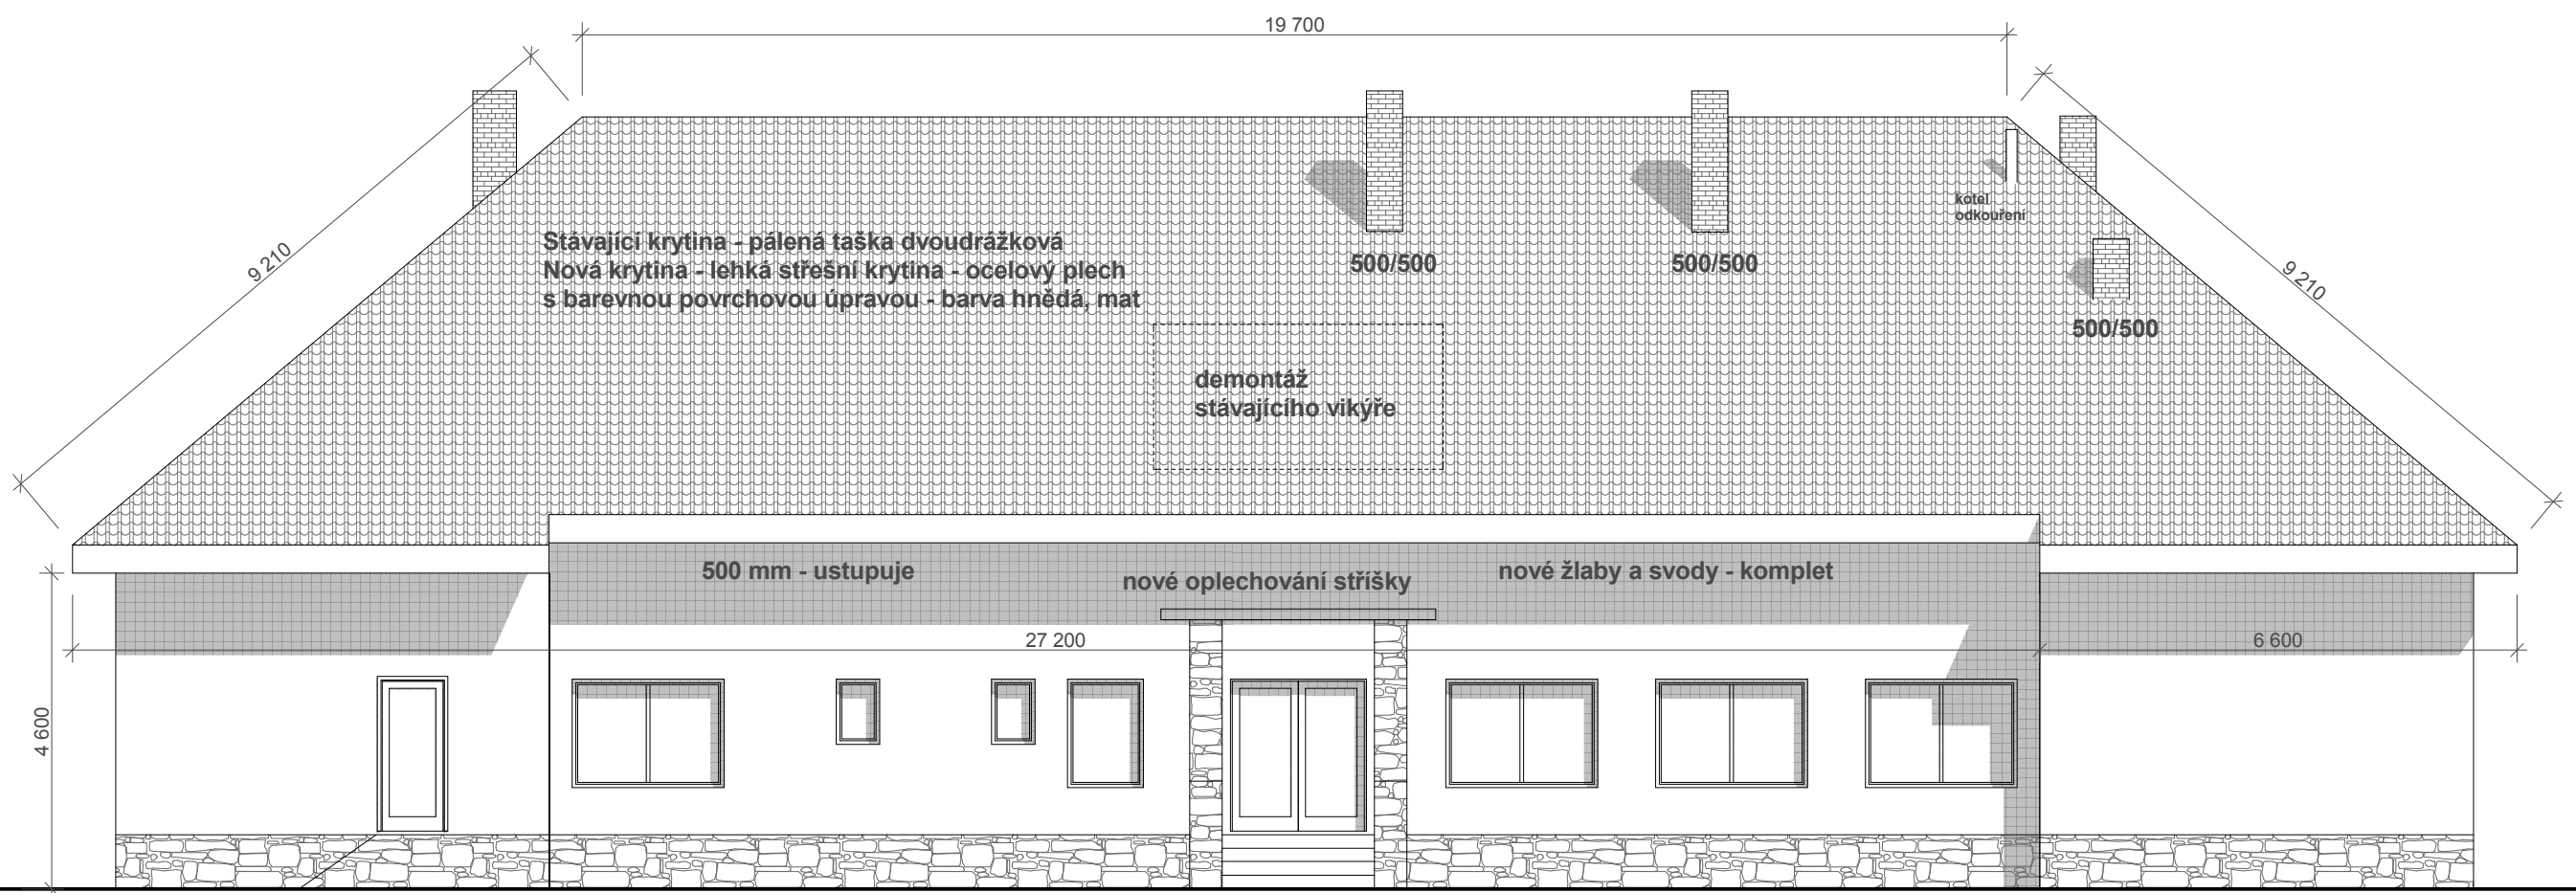 19 700
9 210
9 210
kotel
odkouření
Stávající krytina - pálená taška dvoudrážková
Nová krytina - lehká střešní krytina - ocelový plech
s barevnou povrchovou úpravou - barva hnědá, mat
500/500
500/500
500/500
demontáž
stávajícího vikýře
500 mm - ustupuje
nové oplechování stříšky
nové žlaby a svody - komplet
27 200
6 600
4 600